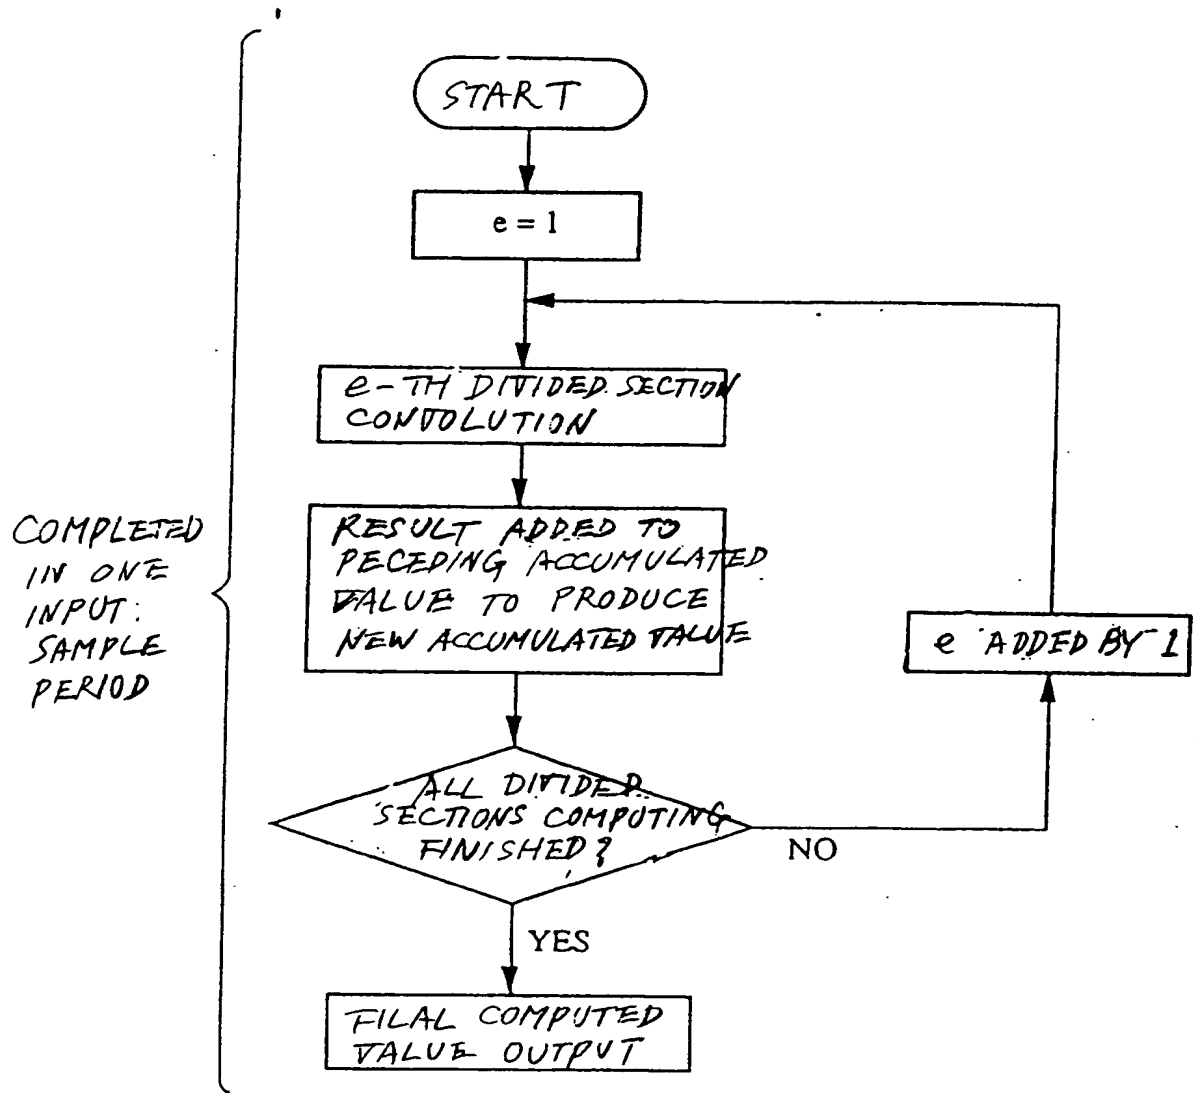 START
e = 1
e-TH DIVIDED SECTION
CONVOLUTION
RESULT ADDED TO
PECEDING ACCUMULATED
VALUE TO PRODUCE
NEW ACCUMULATED VALUE
COMPLETED
IN ONE
INPUT
SAMPLE
PERIOD
e ADDED BY 1
ALL DIVIDED
SECTIONS COMPUTING
FINISHED?
NO
YES
FILAL COMPUTED
VALUE OUTPUT